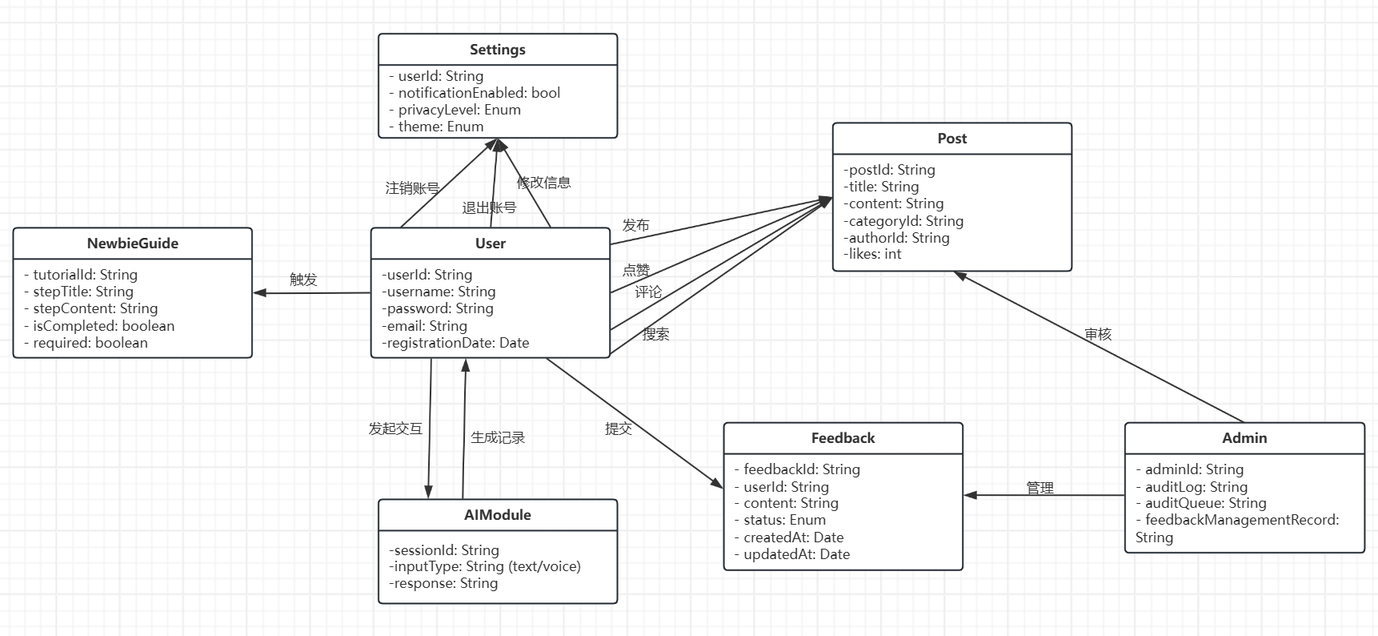 Settings
- userId: String
- notificationEnabled: bool
- privacyLevel: Enum
- theme: Enum
Post
-postId: String
-title: String
-content: String
-categoryId: String
-authorId: String
-likes: int
注销账号
退出账号
修改信息
NewbieGuide
- tutorialId: String
- stepTitle: String
- stepContent: String
- isCompleted: boolean
- required: boolean
触发
User
-userId: String
-username: String
-password: String
-email: String
-registrationDate: Date
发布
点赞
评论
搜索
审核
发起交互
生成记录
提交
AIModule
-sessionId: String
-inputType: String (text/voice)
-response: String
Feedback
- feedbackId: String
- userId: String
- content: String
- status: Enum
- createdAt: Date
- updatedAt: Date
管理
Admin
- adminId: String
- auditLog: String
- auditQueue: String
- feedbackManagementRecord:
String